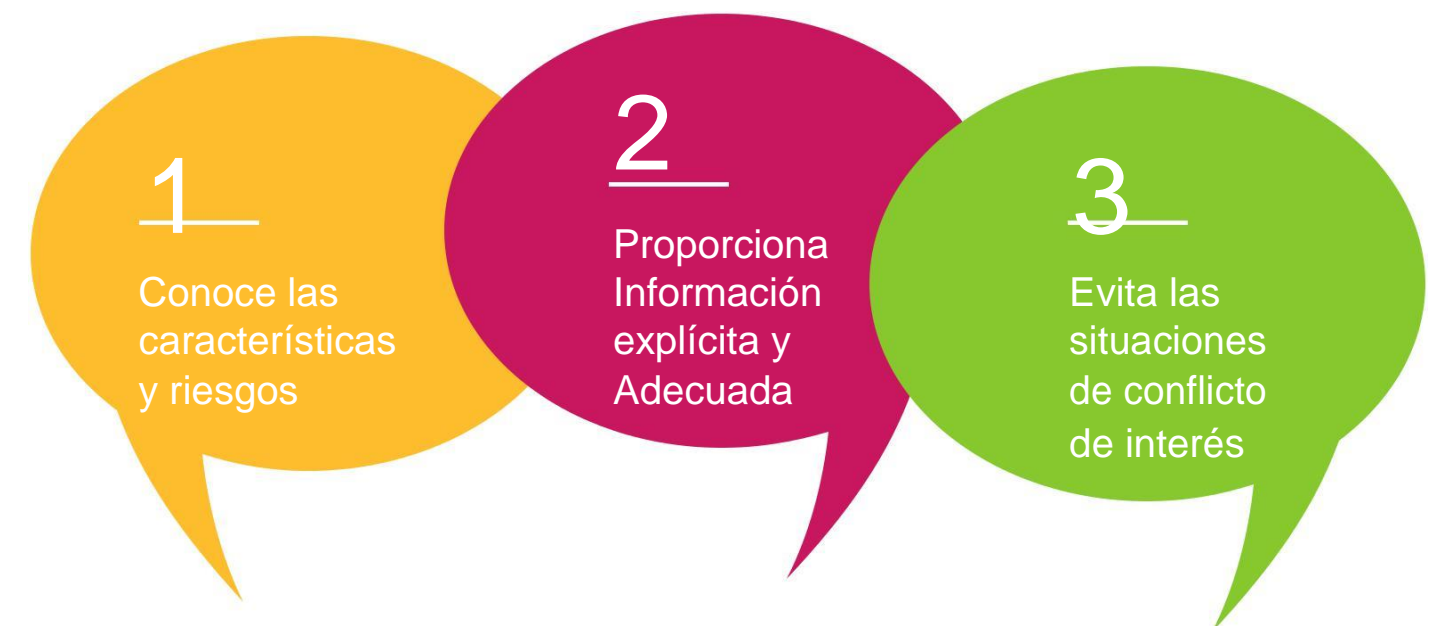 1
Conoce las
características
y riesgos
2
Proporciona
Información
explícita y
Adecuada
3
Evita las
situaciones
de conflicto
de interés